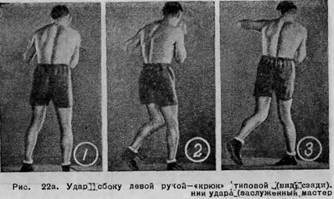 1 2 3
Рис. 22а. Удар сбоку левой рукой—«крюк» типовой (вид сзади).
нии удара (заслуженный мастер